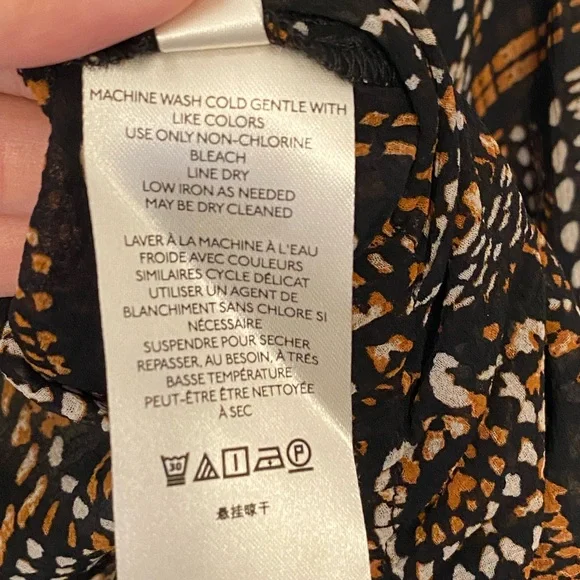 MACHINE WASH COLD GENTLE WITH
LIKE COLORS
USE ONLY NON-CHLORINE
BLEACH
LINE DRY
LOW IRON AS NEEDED
MAY BE DRY CLEANED
LAVER À LA MACHINE À L'EAU
FROIDE AVEC COULEURS
SIMILAIRES CYCLE DÉLICAT
UTILISER UN AGENT DE
BLANCHIMENT SANS CHLORE SI
NÉCESSAIRE
SUSPENDRE POUR SECHER
REPASSER, AU BESOIN, À TRÉS
BASSE TEMPÉRATURE.
PEUT-ÊTRE ÊTRE NETTOYÉE
À SEC
30 P
悬挂晾干